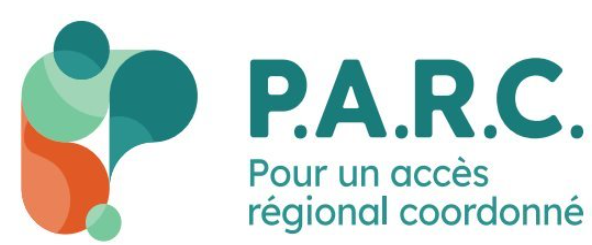 P.A.R.C.
Pour un accès
régional coordonné